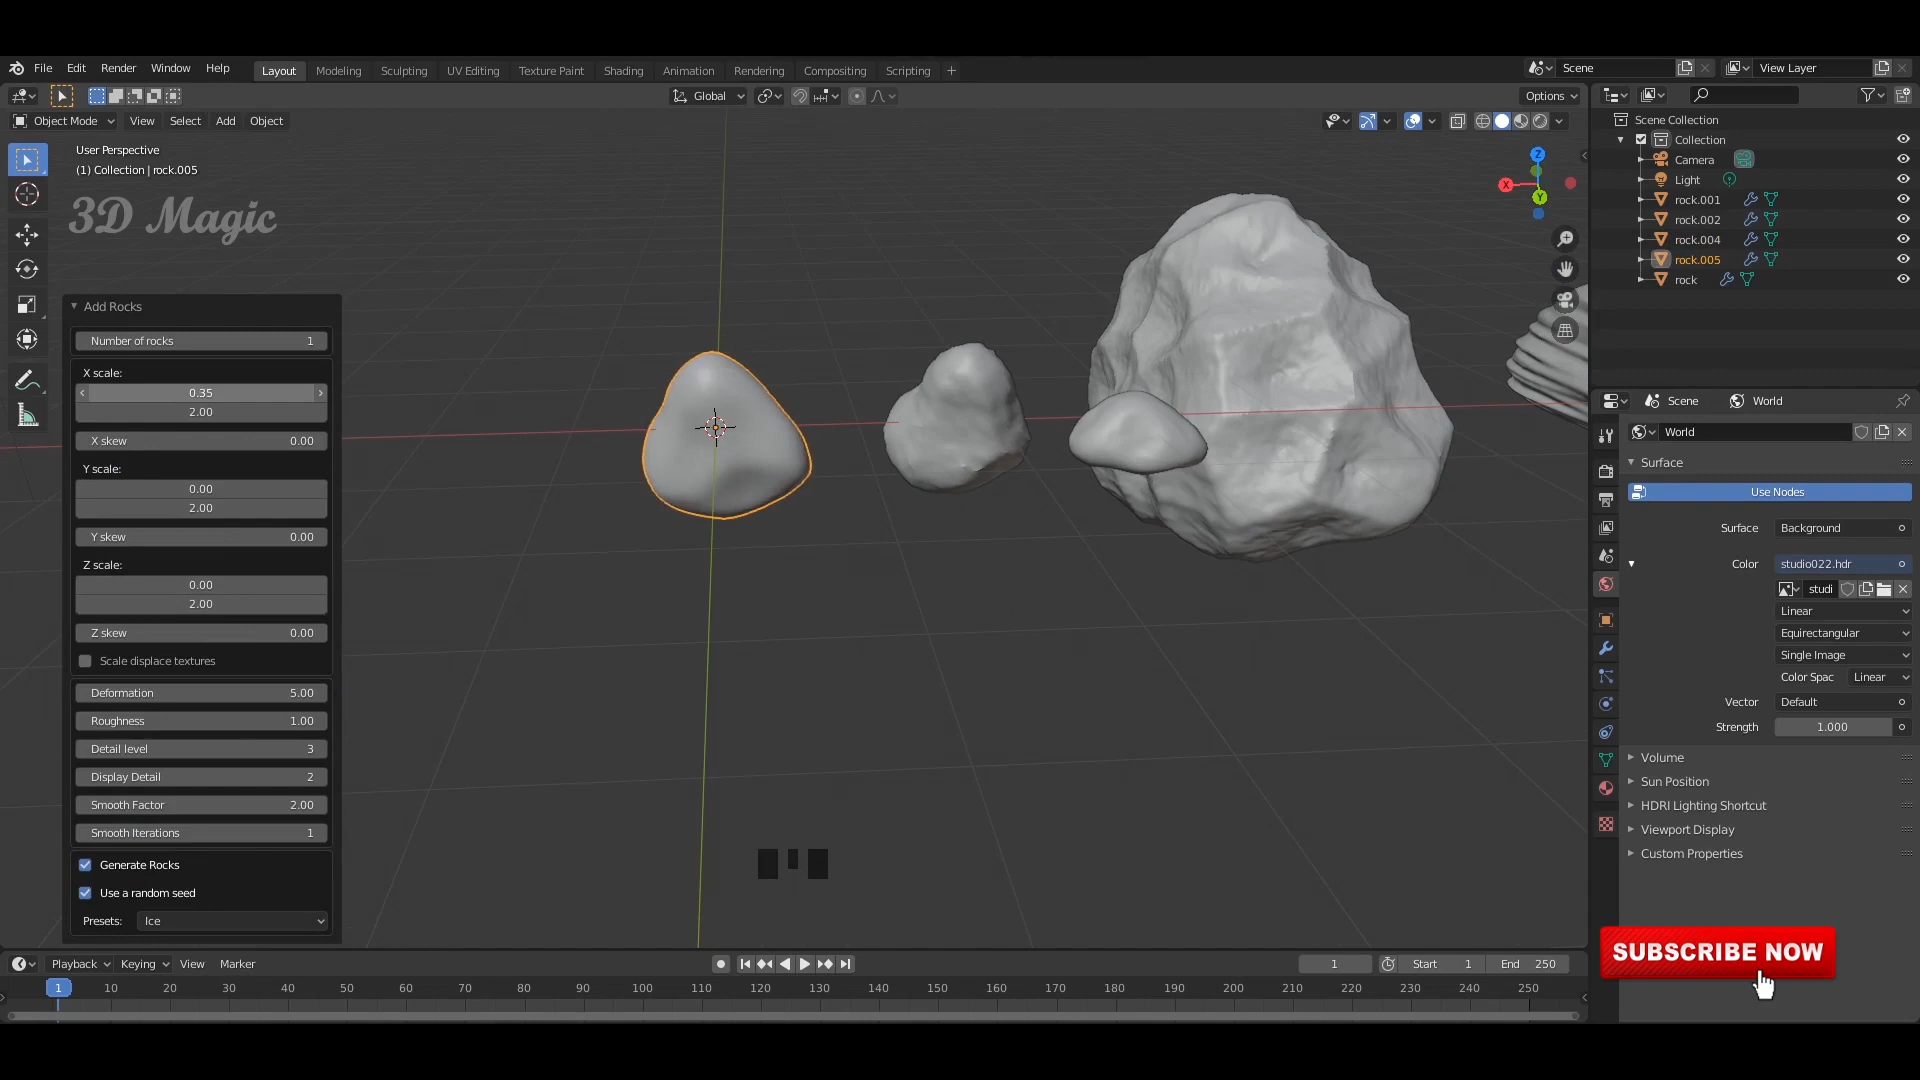 File Edit Render Window Help Layout Modeling Sculpting UV Editing Texture Paint Shading Animation Rendering Compositing Scripting + Scene View Layer
Global Options
Object Mode View Select Add Object
User Perspective
(1) Collection | rock.005
3D Magic
Z
X
Y
Add Rocks
Number of rocks 1
X scale:
0.35
2.00
X skew 0.00
Y scale:
0.00
2.00
Y skew 0.00
Z scale:
0.00
2.00
Z skew 0.00
Scale displace textures
Deformation 5.00
Roughness 1.00
Detail level 3
Display Detail 2
Smooth Factor 2.00
Smooth Iterations 1
Generate Rocks
Use a random seed
Presets: Ice
Scene Collection
Collection
Camera
Light
rock.001
rock.002
rock.004
rock.005
rock
Scene World
World
Surface
Use Nodes
Surface Background
Color studio022.hdr
studi
Linear
Equirectangular
Single Image
Color Spac Linear
Vector Default
Strength 1.000
Volume
Sun Position
HDRI Lighting Shortcut
Viewport Display
Custom Properties
SUBSCRIBE NOW
Playback Keying View Marker 1 Start 1 End 250
1 10 20 30 40 50 60 70 80 90 100 110 120 130 140 150 160 170 180 190 200 210 220 230 240 250